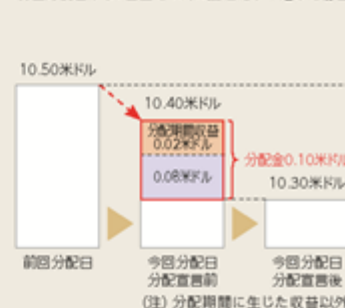 10.50米ドル
10.40米ドル
分配期間収益
0.02米ドル
0.08米ドル
分配金0.10米ドル
10.30米ドル
前回分配日
今回分配日
分配宣言前
今回分配日
分配宣言後
(注) 分配期間に生じた収益以外